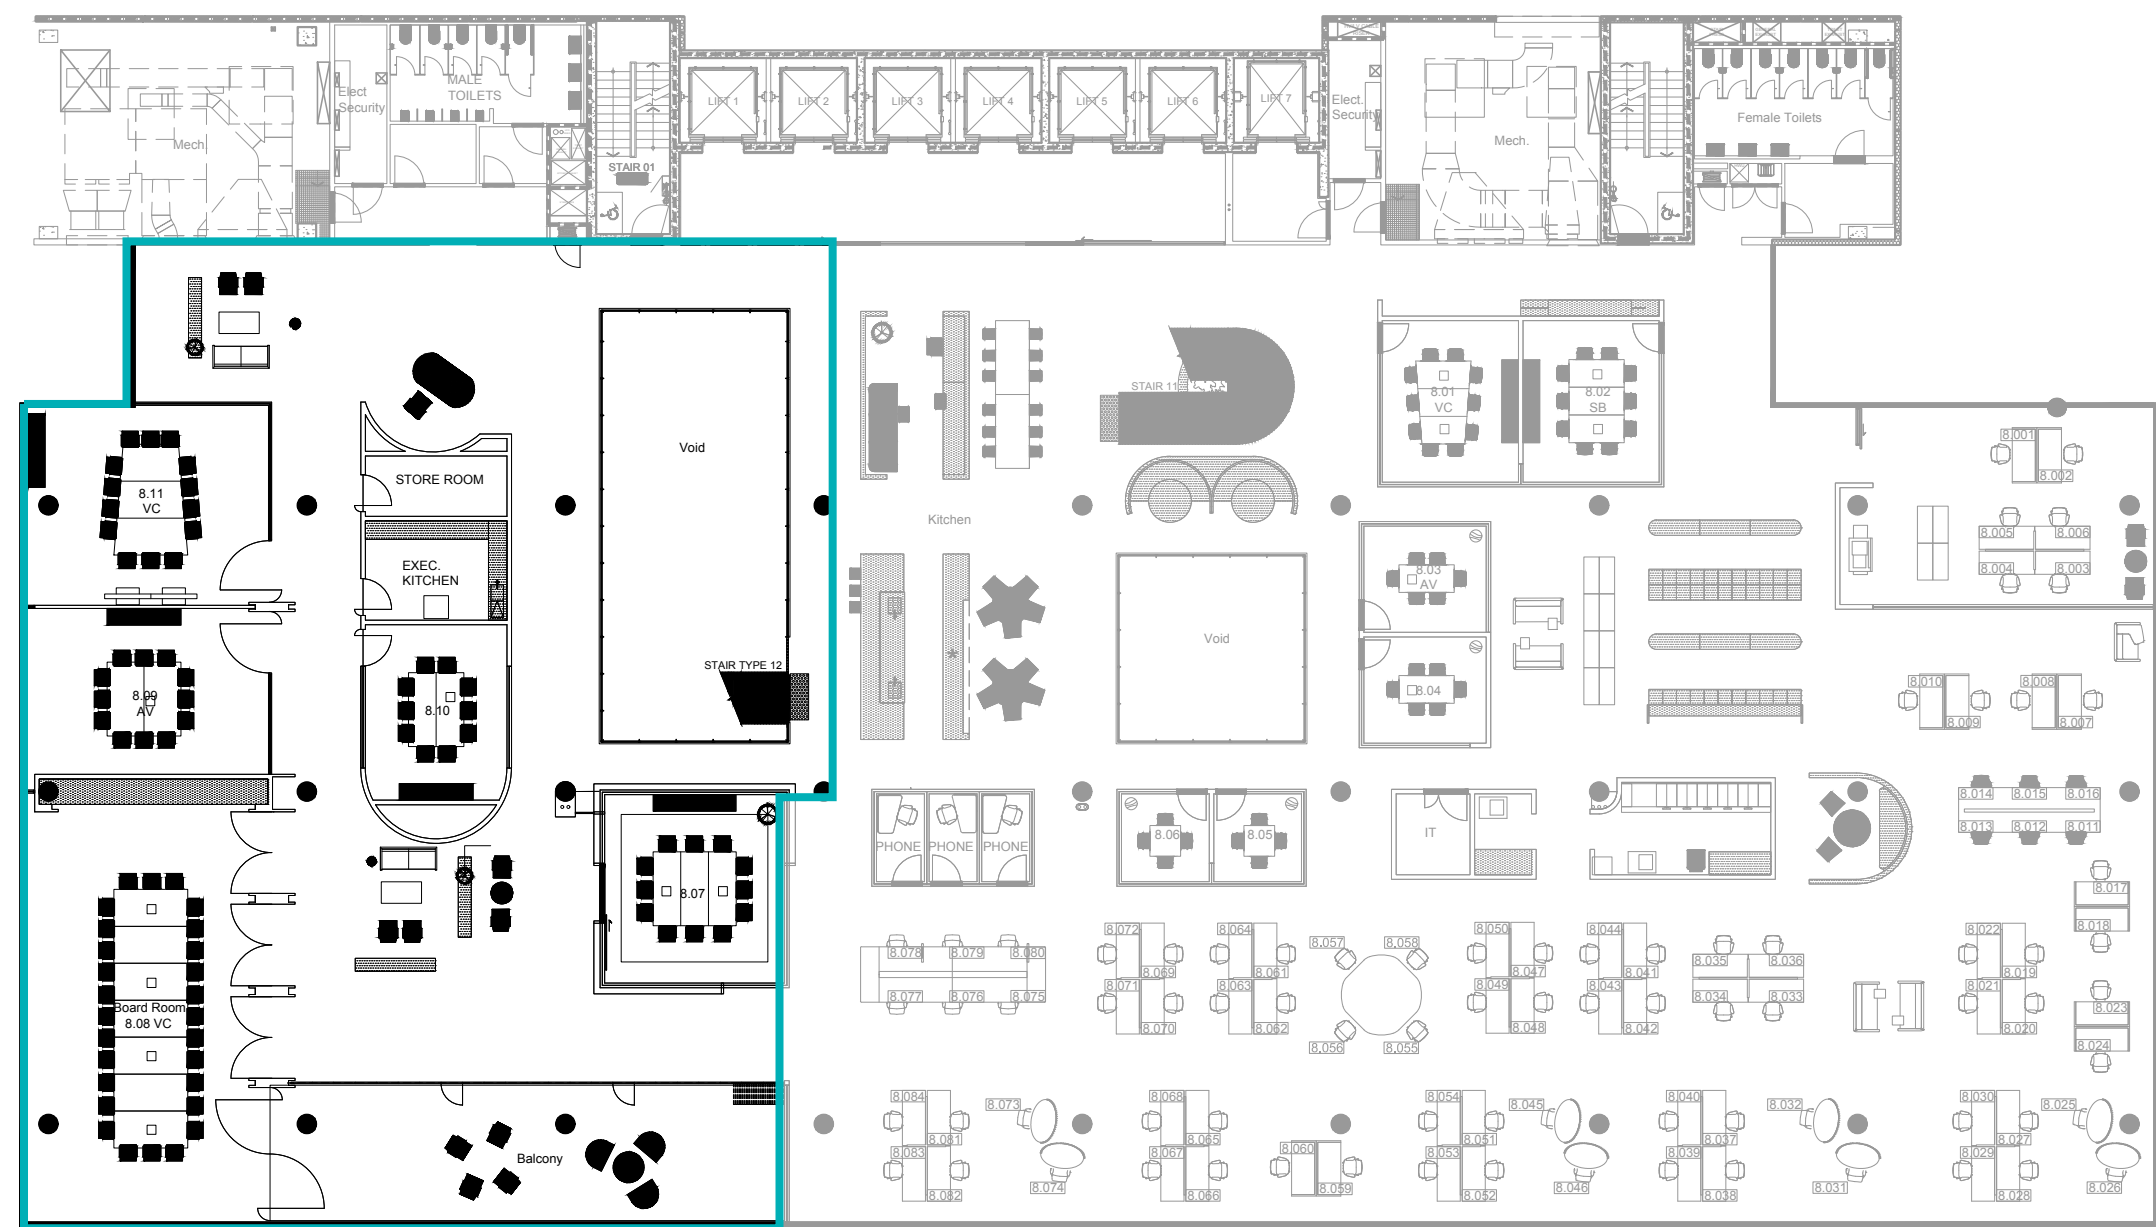 Mech.
Elect
Security
MALE
TOILETS
STAIR 01
LIFT 1
LIFT 2
LIFT 3
LIFT 4
LIFT 5
LIFT 6
LIFT 7
Elect.
Security
Mech.
Female Toilets
8.11
VC
STORE ROOM
EXEC.
KITCHEN
Void
STAIR TYPE 12
8.09
AV
8.10
8.07
Board Room
8.08 VC
Balcony
STAIR 11
Kitchen
8.01
VC
8.02
SB
8.03
AV
8.04
Void
PHONE
PHONE
PHONE
8.06
8.05
IT
8.001
8.002
8.005
8.006
8.004
8.003
8.010
8.009
8.008
8.007
8.014
8.015
8.016
8.013
8.012
8.011
8.017
8.018
8.078
8.079
8.080
8.077
8.076
8.075
8.072
8.069
8.071
8.070
8.064
8.061
8.063
8.062
8.057
8.058
8.056
8.055
8.050
8.047
8.049
8.048
8.044
8.041
8.043
8.042
8.035
8.036
8.034
8.033
8.022
8.019
8.021
8.020
8.023
8.024
8.084
8.081
8.083
8.082
8.073
8.074
8.068
8.065
8.067
8.066
8.060
8.059
8.054
8.051
8.053
8.052
8.045
8.046
8.040
8.037
8.039
8.038
8.032
8.031
8.030
8.027
8.029
8.028
8.025
8.026